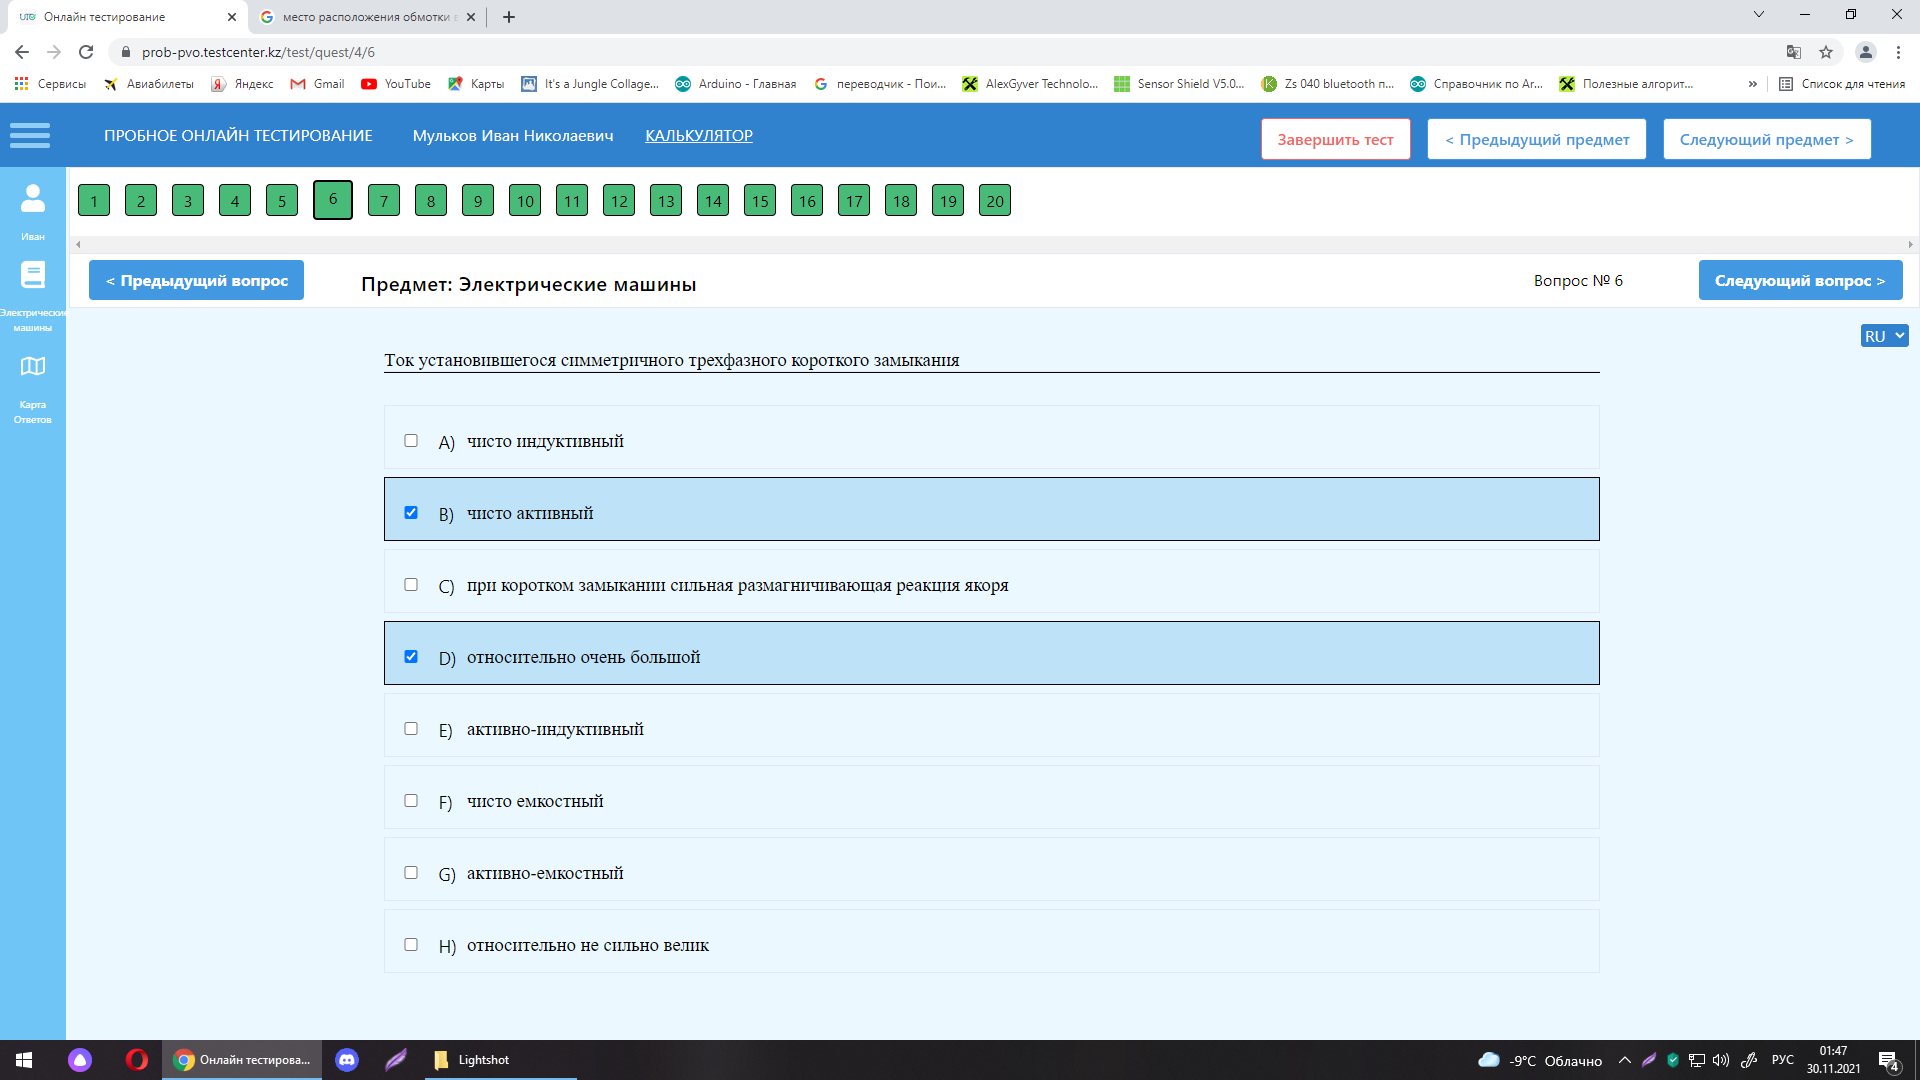 Онлайн тестирование
место расположения обмотки в
prob-pvo.testcenter.kz/test/quest/4/6
Сервисы Авиабилеты Яндекс Gmail YouTube Карты It's a Jungle Collage... Arduino - Главная переводчик - Пои... AlexGyver Technolo... Sensor Shield V5.0... Zs 040 bluetooth п... Справочник по Ar... Полезные алгорит... » Список для чтения
ПРОБНОЕ ОНЛАЙН ТЕСТИРОВАНИЕ Мульков Иван Николаевич КАЛЬКУЛЯТОР Завершить тест < Предыдущий предмет Следующий предмет >
1 2 3 4 5 6 7 8 9 10 11 12 13 14 15 16 17 18 19 20
Иван
Электрические
машины
Карта
Ответов
< Предыдущий вопрос Предмет: Электрические машины Вопрос № 6 Следующий вопрос >
RU
Ток установившегося симметричного трехфазного короткого замыкания
A) чисто индуктивный
B) чисто активный
C) при коротком замыкании сильная размагничивающая реакция якоря
D) относительно очень большой
E) активно-индуктивный
F) чисто емкостный
G) активно-емкостный
H) относительно не сильно велик
Онлайн тестирова... Lightshot -9°C Облачно РУС 01:47
30.11.2021
4